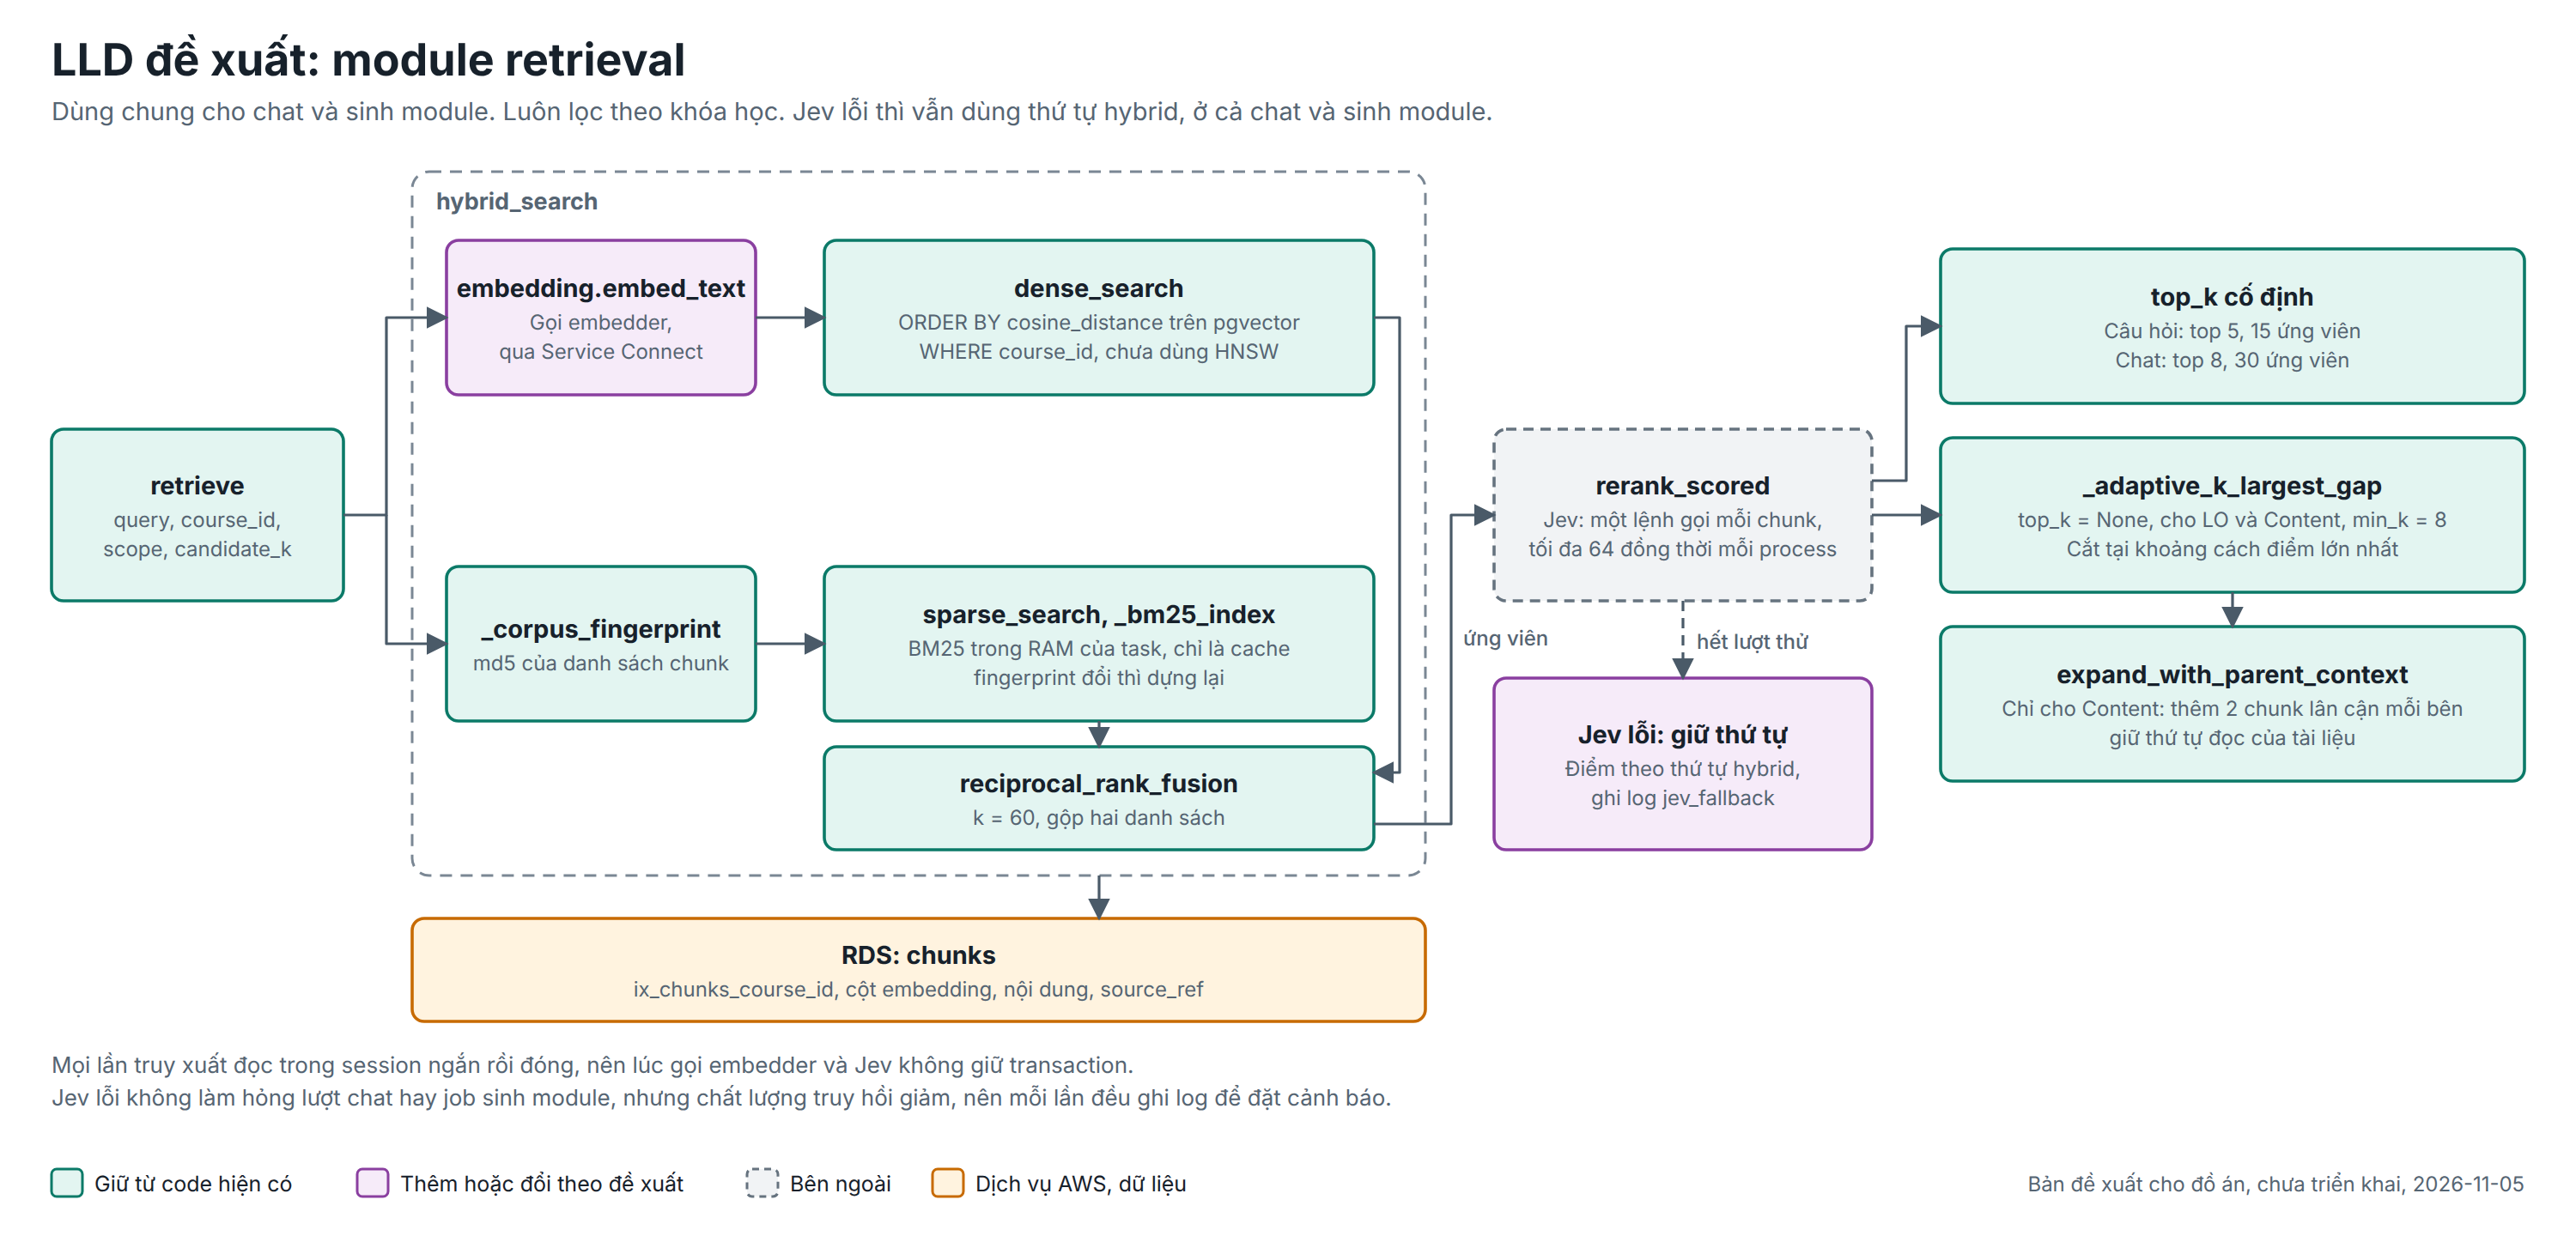 LLD đề xuất: module retrieval
Dùng chung cho chat và sinh module. Luôn lọc theo khóa học. Jev lỗi thì vẫn dùng thứ tự hybrid, ở cả chat và sinh module.
hybrid_search
embedding.embed_text
Gọi embedder,
qua Service Connect
dense_search
ORDER BY cosine_distance trên pgvector
WHERE course_id, chưa dùng HNSW
top_k cố định
Câu hỏi: top 5, 15 ứng viên
Chat: top 8, 30 ứng viên
retrieve
query, course_id,
scope, candidate_k
rerank_scored
Jev: một lệnh gọi mỗi chunk,
tối đa 64 đồng thời mỗi process
_adaptive_k_largest_gap
top_k = None, cho LO và Content, min_k = 8
Cắt tại khoảng cách điểm lớn nhất
_corpus_fingerprint
md5 của danh sách chunk
sparse_search, _bm25_index
BM25 trong RAM của task, chỉ là cache
fingerprint đổi thì dựng lại
ứng viên
hết lượt thử
expand_with_parent_context
Chỉ cho Content: thêm 2 chunk lân cận mỗi bên
giữ thứ tự đọc của tài liệu
Jev lỗi: giữ thứ tự
Điểm theo thứ tự hybrid,
ghi log jev_fallback
reciprocal_rank_fusion
k = 60, gộp hai danh sách
RDS: chunks
ix_chunks_course_id, cột embedding, nội dung, source_ref
Mọi lần truy xuất đọc trong session ngắn rồi đóng, nên lúc gọi embedder và Jev không giữ transaction.
Jev lỗi không làm hỏng lượt chat hay job sinh module, nhưng chất lượng truy hồi giảm, nên mỗi lần đều ghi log để đặt cảnh báo.
Giữ từ code hiện có
Thêm hoặc đổi theo đề xuất
Bên ngoài
Dịch vụ AWS, dữ liệu
Bản đề xuất cho đồ án, chưa triển khai, 2026-11-05